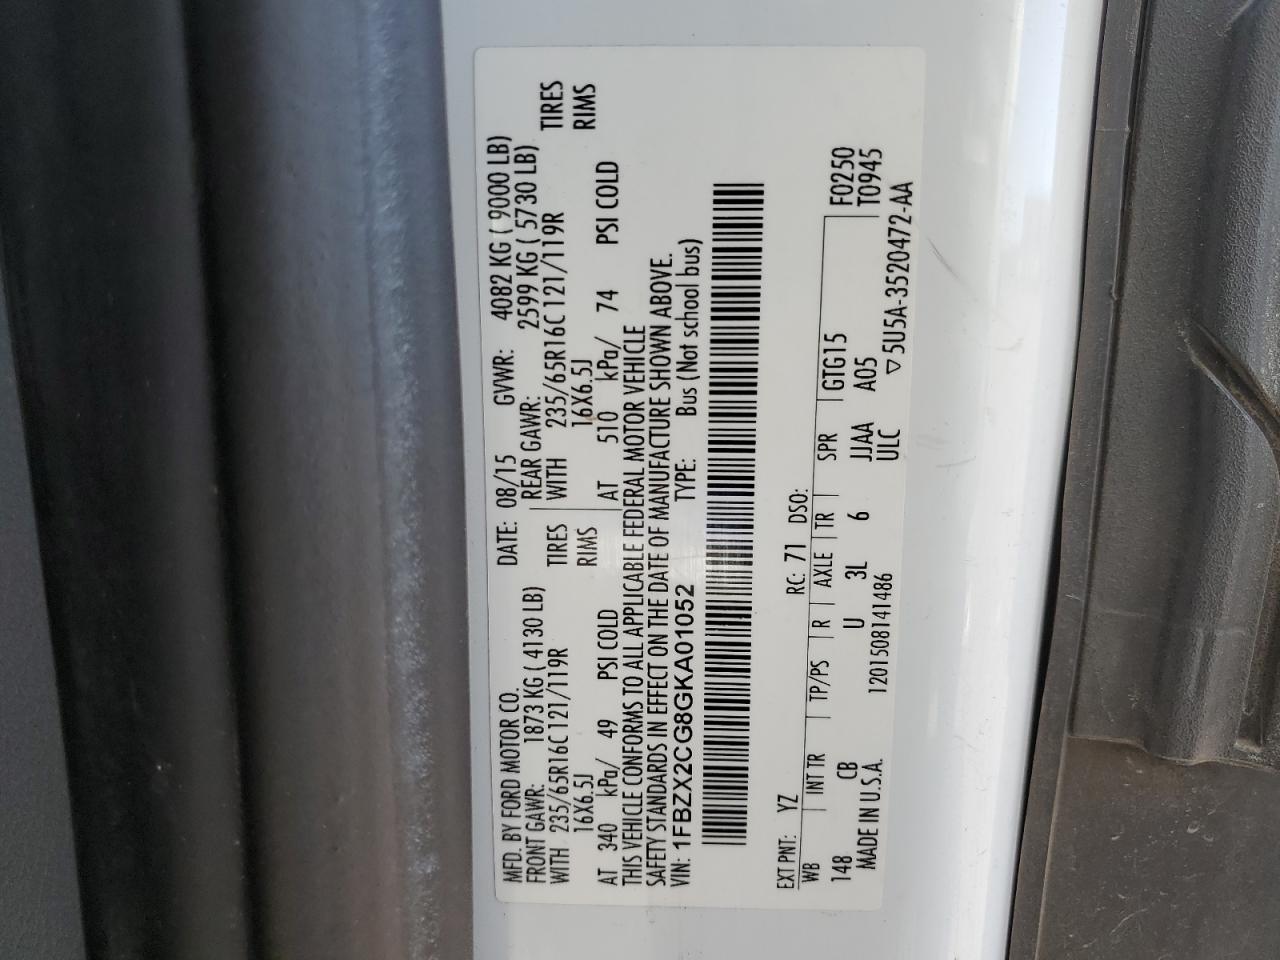 MFD. BY FORD MOTOR CO. DATE: 08/15 GVWR: 4082 KG ( 9000 LB)
FRONT GAWR: 1873 KG ( 4130 LB) REAR GAWR: 2599 KG ( 5730 LB)
WITH 235/65R16C 121/119R TIRES WITH 235/65R16C 121/119R TIRES
16X6.5J RIMS 16X6.5J RIMS
AT 340 kPa/ 49 PSI COLD AT 510 kPa/ 74 PSI COLD
THIS VEHICLE CONFORMS TO ALL APPLICABLE FEDERAL MOTOR VEHICLE
SAFETY STANDARDS IN EFFECT ON THE DATE OF MANUFACTURE SHOWN ABOVE.
VIN: 1FBZX2CG8GKA01052 TYPE: Bus (Not school bus)
EXT PNT: YZ RC: 71 DSO:
WB INT TR TP/PS R AXLE TR SPR GTG15 F0250
148 CB U 3L 6 JJAA A05 T0945
MADE IN U.S.A. 1201508141486 ULC ▽ 5U5A-3520472-AA